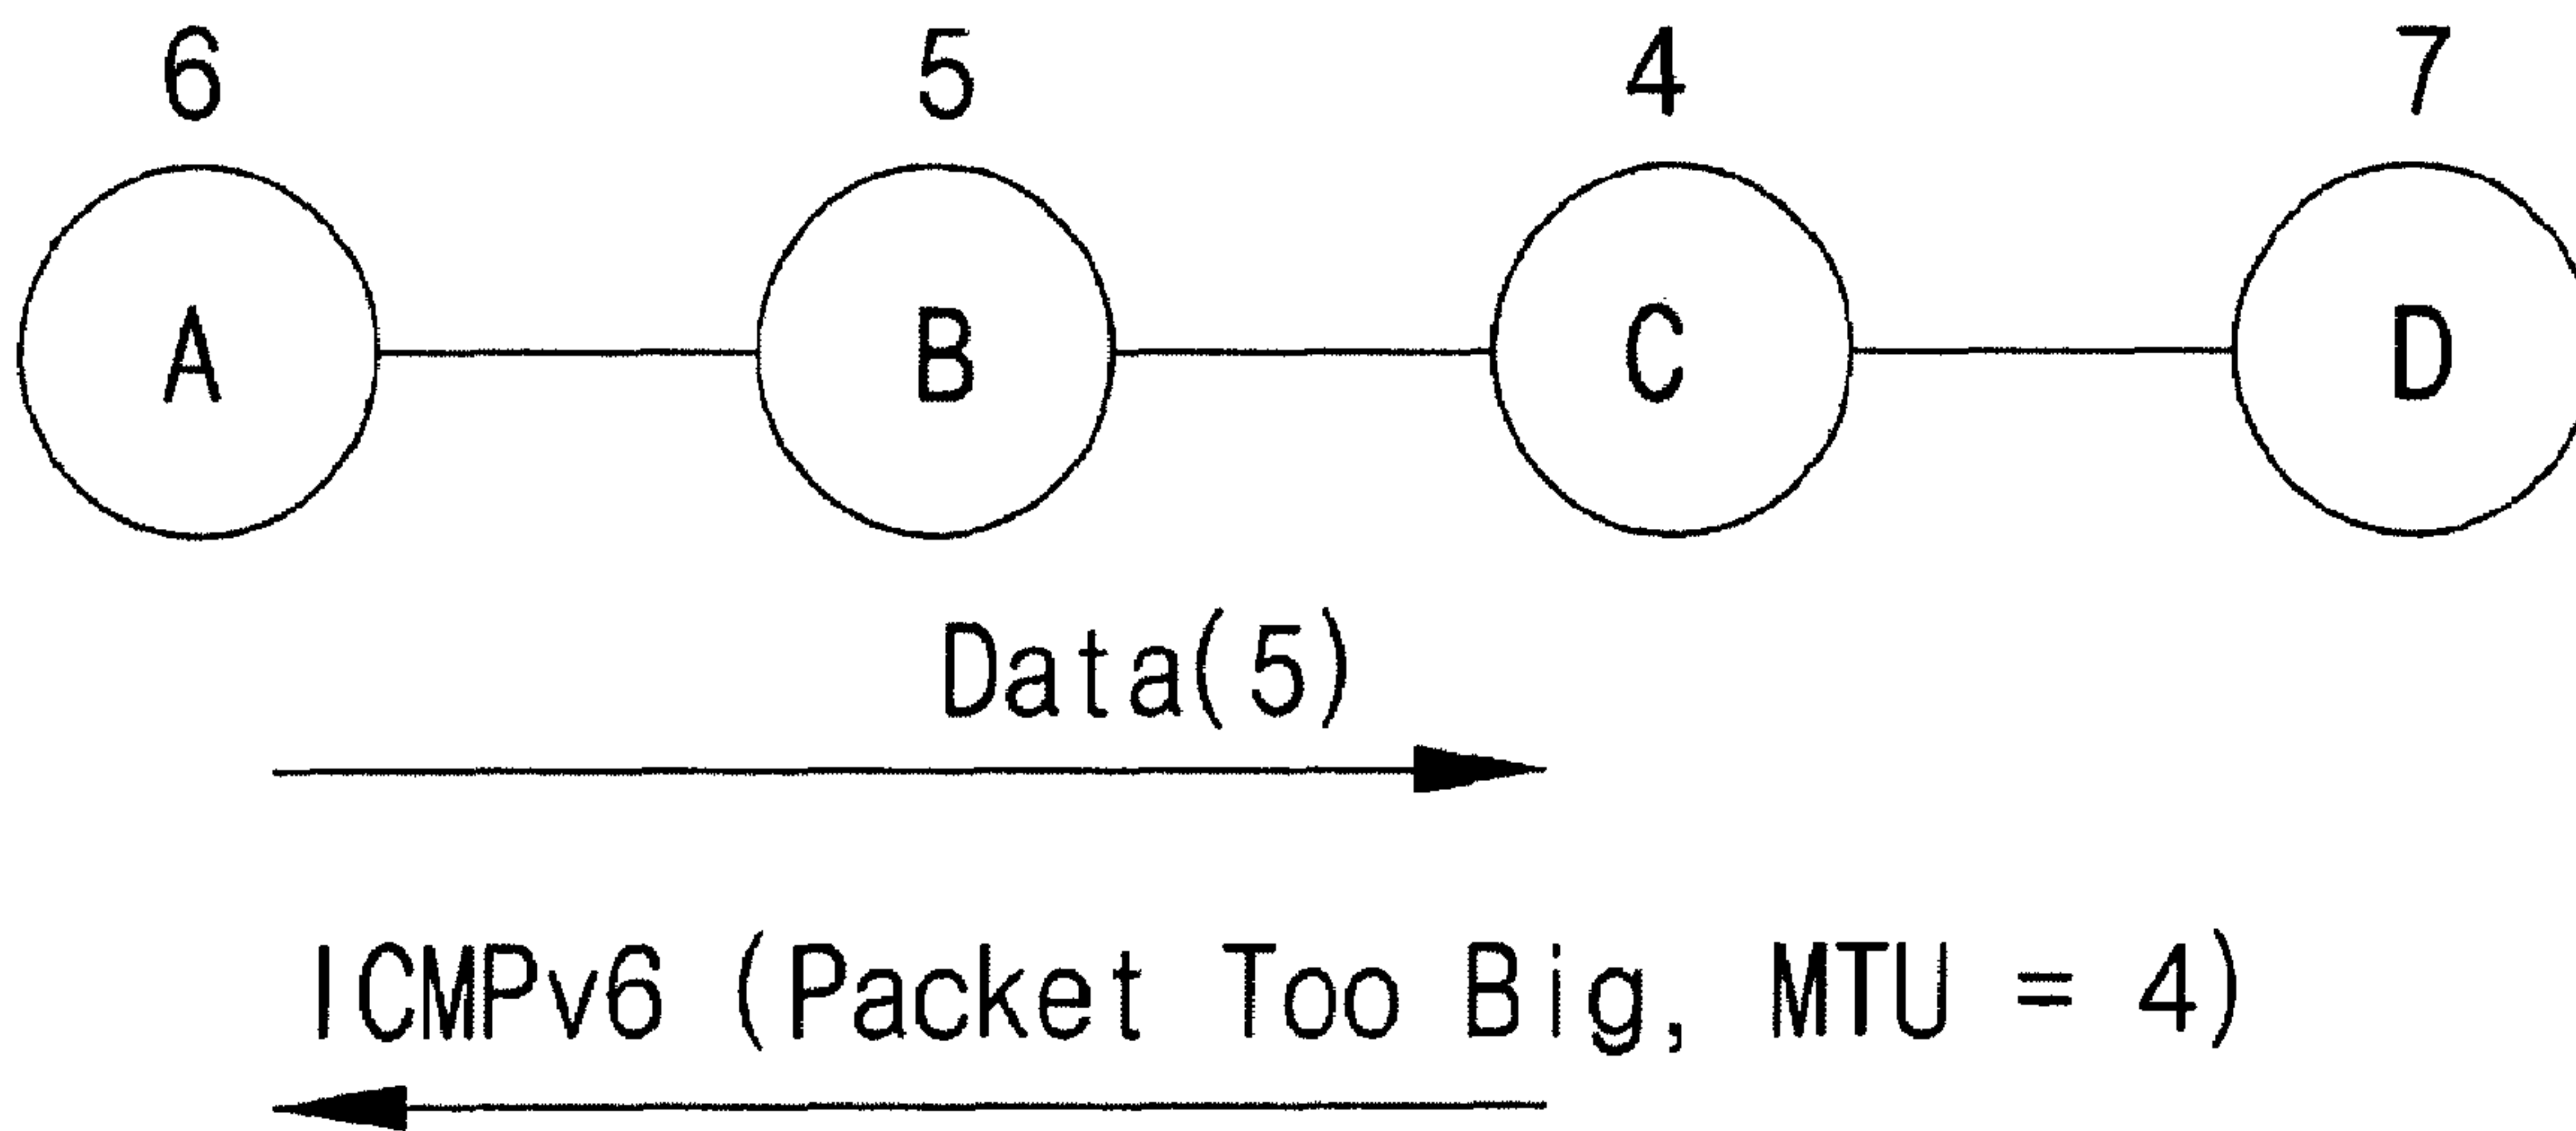 6 5 4 7
A B C D
Data(5)
ICMPv6 (Packet Too Big, MTU = 4)